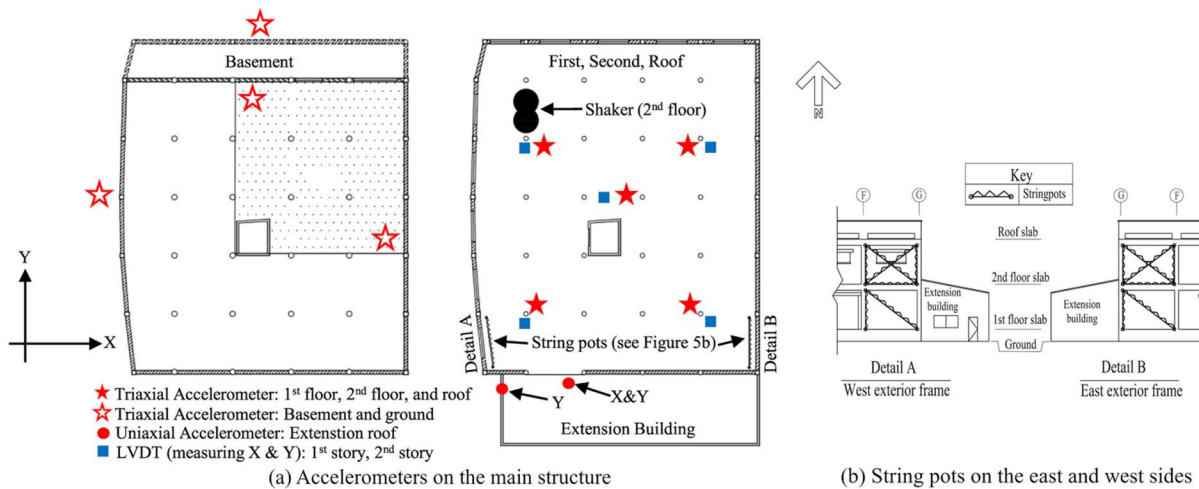 Basement
First, Second, Roof
Shaker (2nd floor)
Y
X
Detail A
Detail B
String pots (see Figure 5b)
Y
X&Y
Extension Building
★ Triaxial Accelerometer: 1st floor, 2nd floor, and roof
☆ Triaxial Accelerometer: Basement and ground
● Uniaxial Accelerometer: Extenstion roof
■ LVDT (measuring X & Y): 1st story, 2nd story
(a) Accelerometers on the main structure
N
Key
Stringpots
F
G
G
F
Roof slab
2nd floor slab
Extension
building
Extension
building
1st floor slab
Ground
Detail A
West exterior frame
Detail B
East exterior frame
(b) String pots on the east and west sides